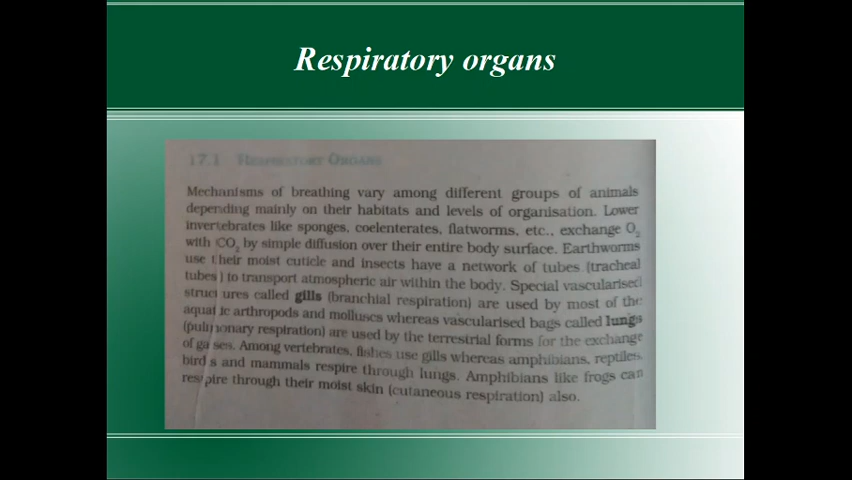 Respiratory organs
17.1 RESPIRATORY ORGANS
Mechanisms of breathing vary among different groups of animals
depending mainly on their habitats and levels of organisation. Lower
invertebrates like sponges, coelenterates, flatworms, etc., exchange O₂
with CO₂ by simple diffusion over their entire body surface. Earthworms
use their moist cuticle and insects have a network of tubes (tracheal
tubes) to transport atmospheric air within the body. Special vascularised
structures called gills (branchial respiration) are used by most of the
aquatic arthropods and molluscs whereas vascularised bags called lungs
(pulmonary respiration) are used by the terrestrial forms for the exchange
of gases. Among vertebrates, fishes use gills whereas amphibians, reptiles,
birds and mammals respire through lungs. Amphibians like frogs can
respire through their moist skin (cutaneous respiration) also.